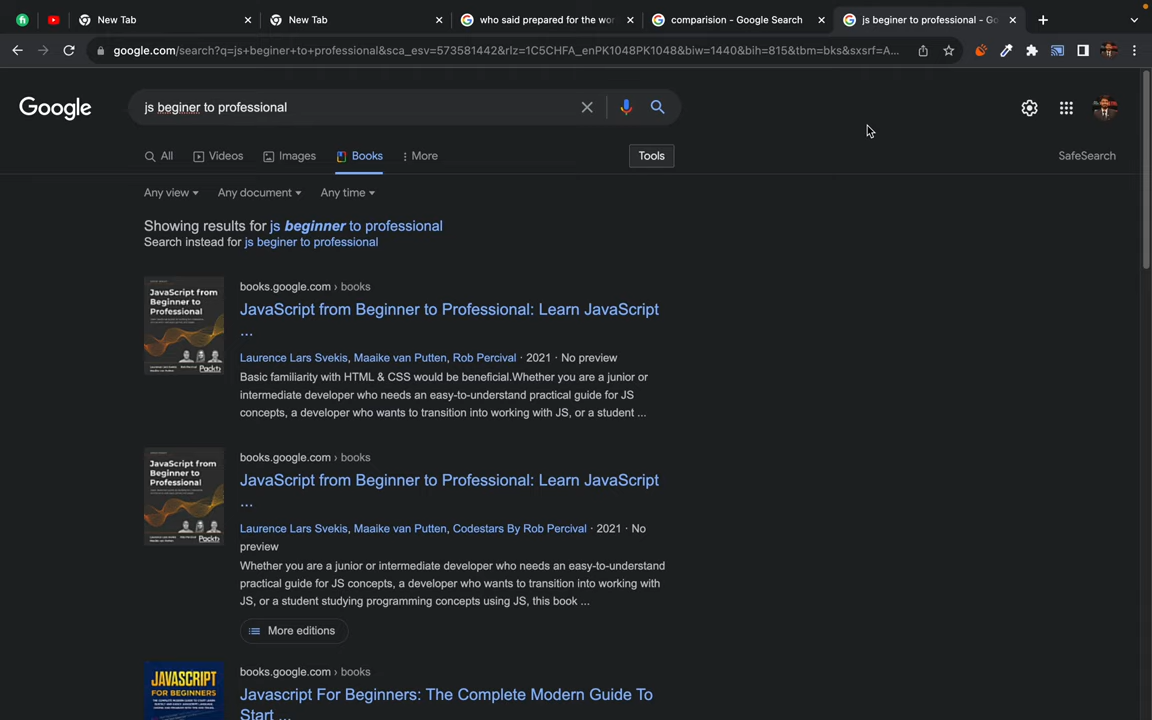 New Tab
New Tab
who said prepared for the wor
comparision - Google Search
js beginer to professional - Go
google.com/search?q=js+beginer+to+professional&sca_esv=573581442&rlz=1C5CHFA_enPK1048PK1048&biw=1440&bih=815&tbm=bks&sxsrf=A...
Google
js beginer to professional
All
Videos
Images
Books
More
Tools
SafeSearch
Any view
Any document
Any time
Showing results for js beginner to professional
Search instead for js beginer to professional
JavaScript from
Beginner to
Professional
Packt
books.google.com › books
JavaScript from Beginner to Professional: Learn JavaScript
...
Laurence Lars Svekis, Maaike van Putten, Rob Percival · 2021 · No preview
Basic familiarity with HTML & CSS would be beneficial.Whether you are a junior or
intermediate developer who needs an easy-to-understand practical guide for JS
concepts, a developer who wants to transition into working with JS, or a student ...
JavaScript from
Beginner to
Professional
Packt
books.google.com › books
JavaScript from Beginner to Professional: Learn JavaScript
...
Laurence Lars Svekis, Maaike van Putten, Codestars By Rob Percival · 2021 · No
preview
Whether you are a junior or intermediate developer who needs an easy-to-understand
practical guide for JS concepts, a developer who wants to transition into working with
JS, or a student studying programming concepts using JS, this book ...
More editions
JAVASCRIPT
FOR BEGINNERS
books.google.com › books
Javascript For Beginners: The Complete Modern Guide To
Start ...